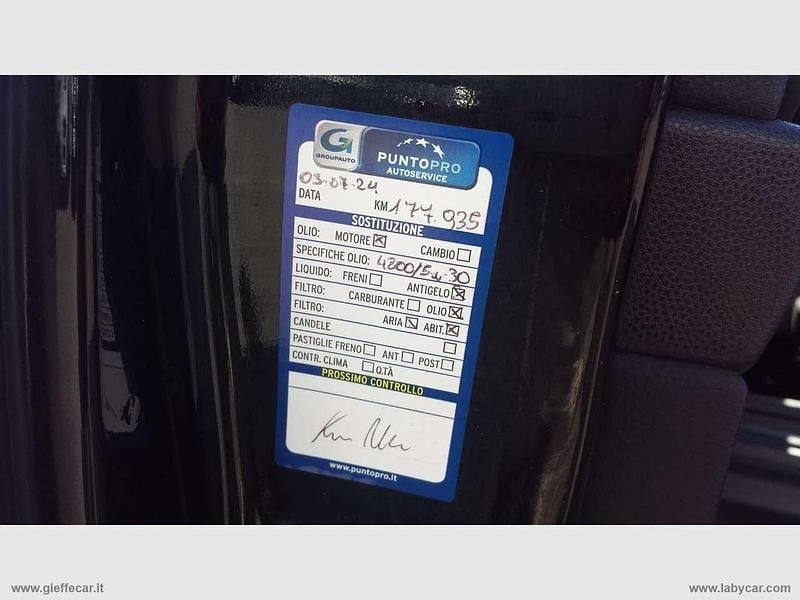 GROUPAUTO
PUNTOPRO
AUTOSERVICE
03-07-24
DATA KM 177.935
SOSTITUZIONE
OLIO: MOTORE CAMBIO
SPECIFICHE OLIO: 4200/5w-30
LIQUIDO: FRENI ANTIGELO
FILTRO: CARBURANTE OLIO
FILTRO: ARIA ABIT.
CANDELE
PASTIGLIE FRENO ANT POST
CONTR. CLIMA Q.TÀ
PROSSIMO CONTROLLO
www.puntopro.it
www.gieffecar.it
www.labycar.com